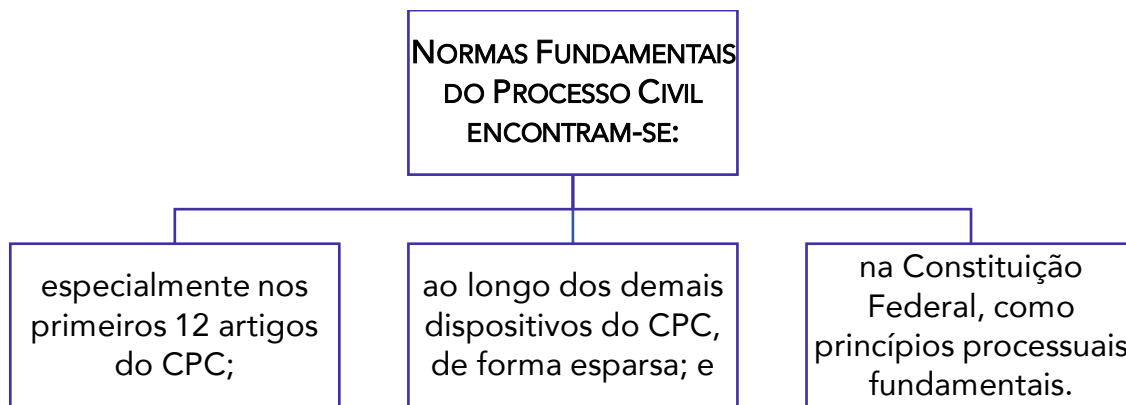 NORMAS FUNDAMENTAIS
DO PROCESSO CIVIL
ENCONTRAM-SE:
especialmente nos
primeiros 12 artigos
do CPC;
ao longo dos demais
dispositivos do CPC,
de forma esparsa; e
na Constituição
Federal, como
princípios processuais
fundamentais.